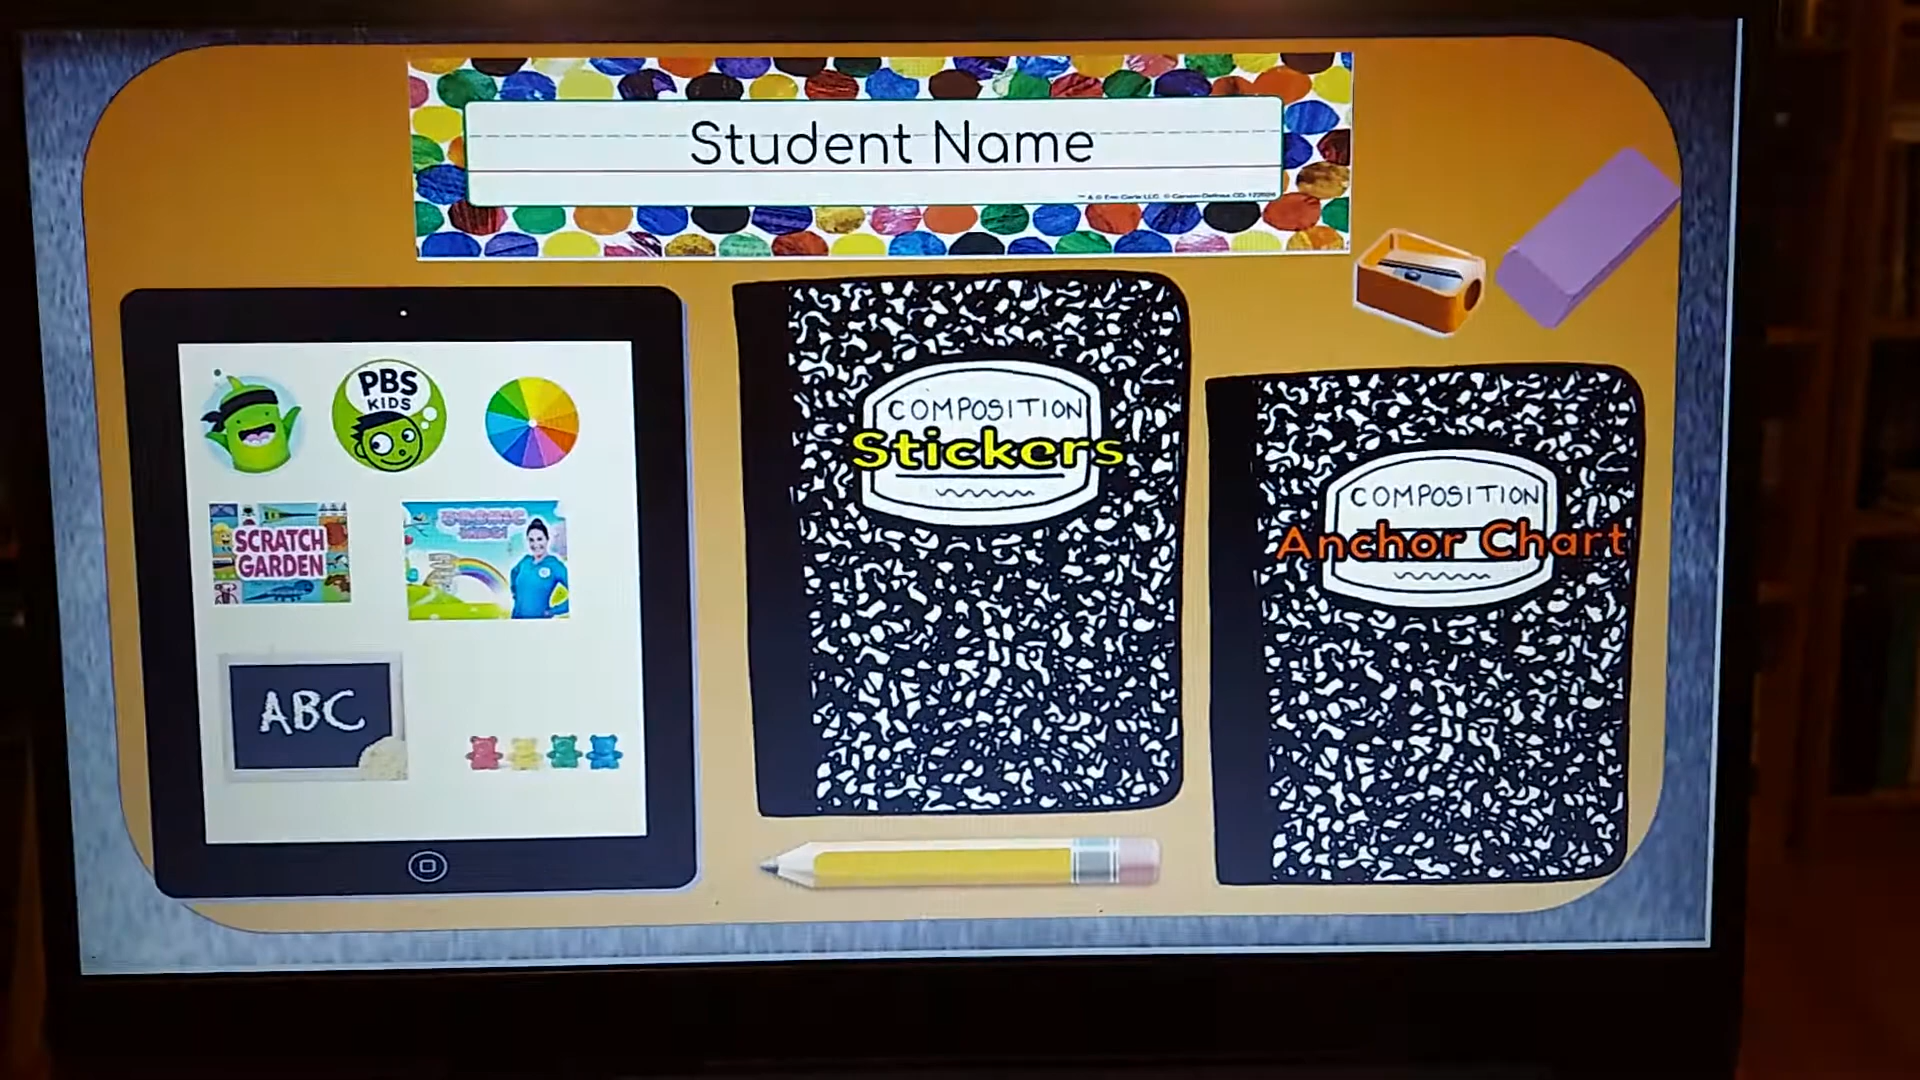 Student Name
PBS
KIDS
SCRATCH
GARDEN
ABC
COMPOSITION
Stickers
COMPOSITION
Anchor Chart